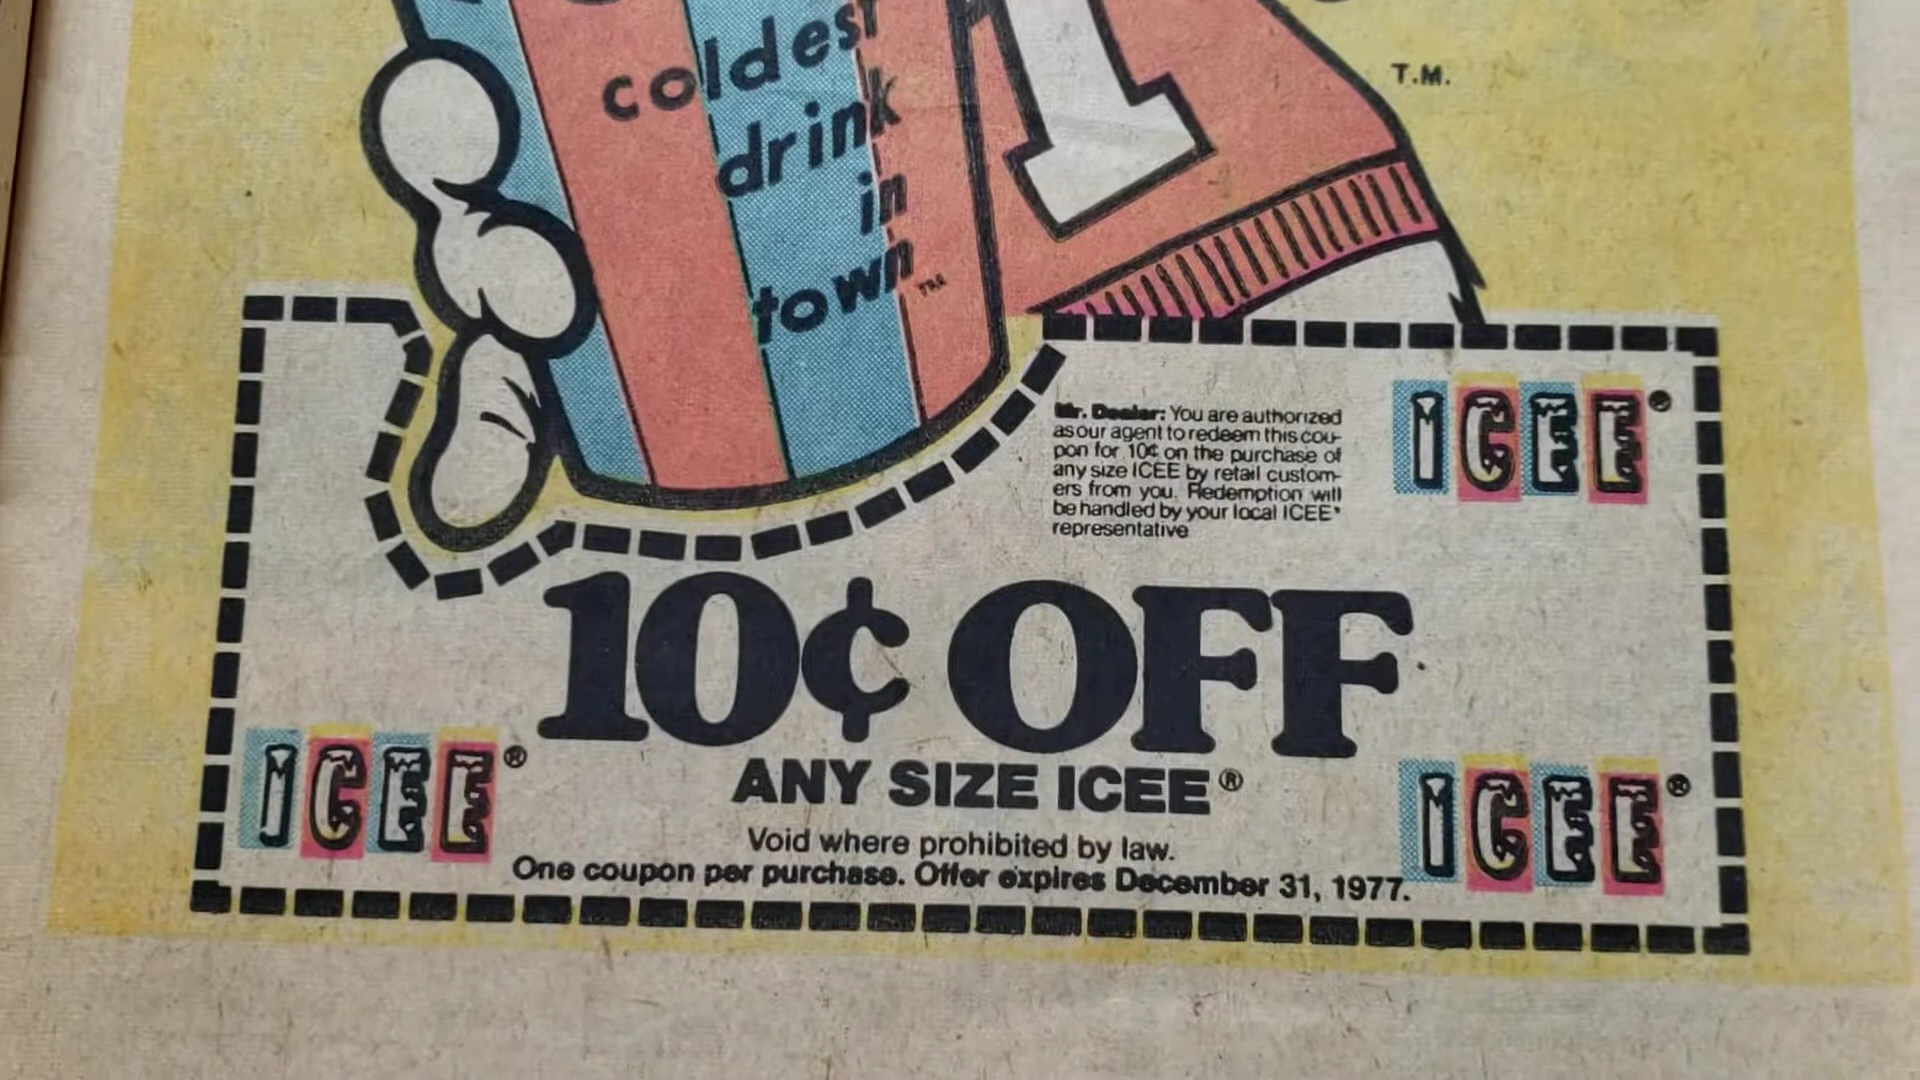 coldest
drink
in
town™
I
T.M.
Mr. Dealer: You are authorized
as our agent to redeem this cou-
pon for 10¢ on the purchase of
any size ICEE by retail custom-
ers from you. Redemption will
be handled by your local ICEE®
representative
ICEE®
10¢ OFF
ANY SIZE ICEE®
Void where prohibited by law.
One coupon per purchase. Offer expires December 31, 1977.
ICEE®
ICEE®